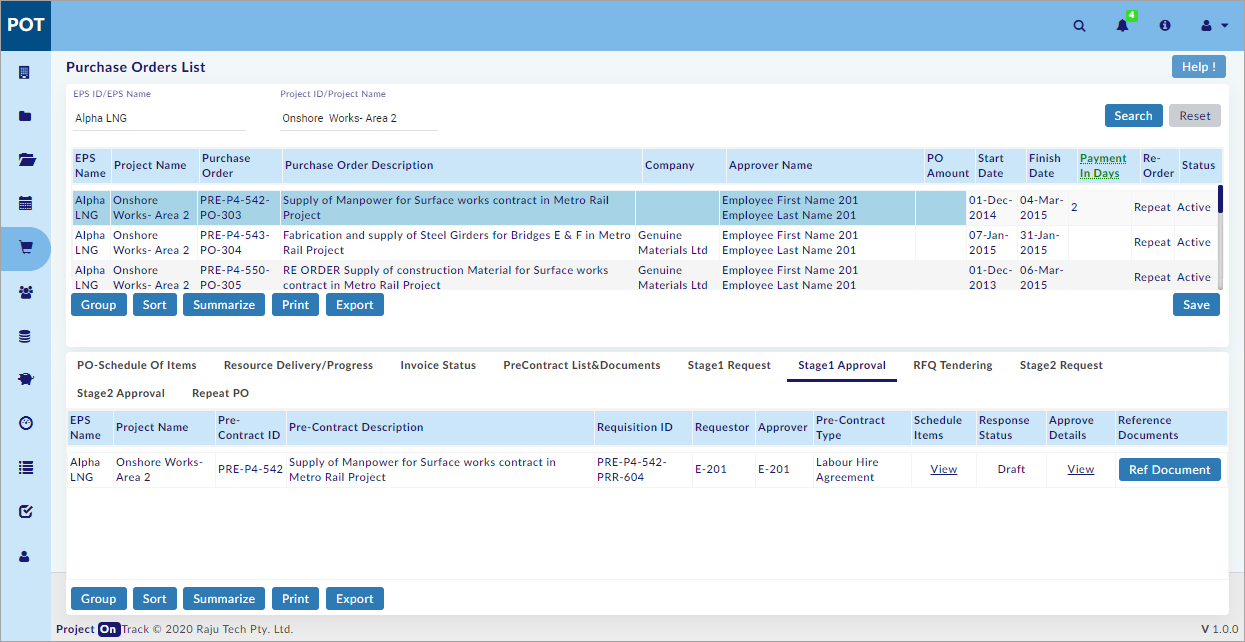 POT
4
Purchase Orders List
Help !
EPS ID/EPS Name
Project ID/Project Name
Alpha LNG
Onshore  Works- Area 2
Search
Reset
EPS Name
Project Name
Purchase Order
Purchase Order Description
Company
Approver Name
PO Amount
Start Date
Finish Date
Payment In Days
Re-Order
Status
Alpha LNG
Onshore Works- Area 2
PRE-P4-542-PO-303
Supply of Manpower for Surface works contract in Metro Rail Project
Employee First Name 201
Employee Last Name 201
01-Dec-2014
04-Mar-2015
2
Repeat
Active
Alpha LNG
Onshore Works- Area 2
PRE-P4-543-PO-304
Fabrication and supply of Steel Girders for Bridges E & F in Metro Rail Project
Genuine Materials Ltd
Employee First Name 201
Employee Last Name 201
07-Jan-2015
31-Jan-2015
Repeat
Active
Alpha LNG
Onshore Works- Area 2
PRE-P4-550-PO-305
RE ORDER Supply of construction Material for Surface works contract in Metro Rail Project
Genuine Materials Ltd
Employee First Name 201
Employee Last Name 201
01-Dec-2013
06-Mar-2015
Repeat
Active
Group
Sort
Summarize
Print
Export
Save
PO-Schedule Of Items
Resource Delivery/Progress
Invoice Status
PreContract List&Documents
Stage1 Request
Stage1 Approval
RFQ Tendering
Stage2 Request
Stage2 Approval
Repeat PO
EPS Name
Project Name
Pre-Contract ID
Pre-Contract Description
Requisition ID
Requestor
Approver
Pre-Contract Type
Schedule Items
Response Status
Approve Details
Reference Documents
Alpha LNG
Onshore Works- Area 2
PRE-P4-542
Supply of Manpower for Surface works contract in Metro Rail Project
PRE-P4-542-PRR-604
E-201
E-201
Labour Hire Agreement
View
Draft
View
Ref Document
Group
Sort
Summarize
Print
Export
Project On Track © 2020 Raju Tech Pty. Ltd.
V 1.0.0